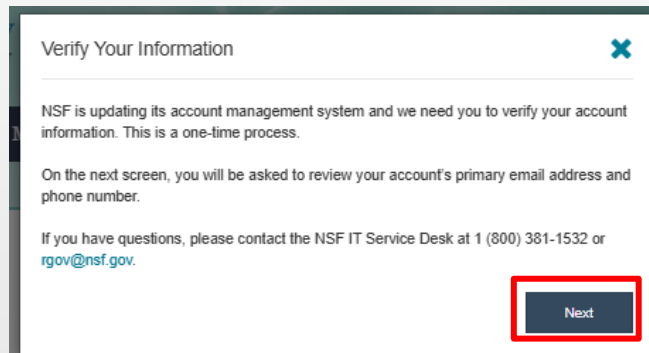 Verify Your Information
NSF is updating its account management system and we need you to verify your account
information. This is a one-time process.
On the next screen, you will be asked to review your account's primary email address and
phone number.
If you have questions, please contact the NSF IT Service Desk at 1 (800) 381-1532 or
rgov@nsf.gov.
Next